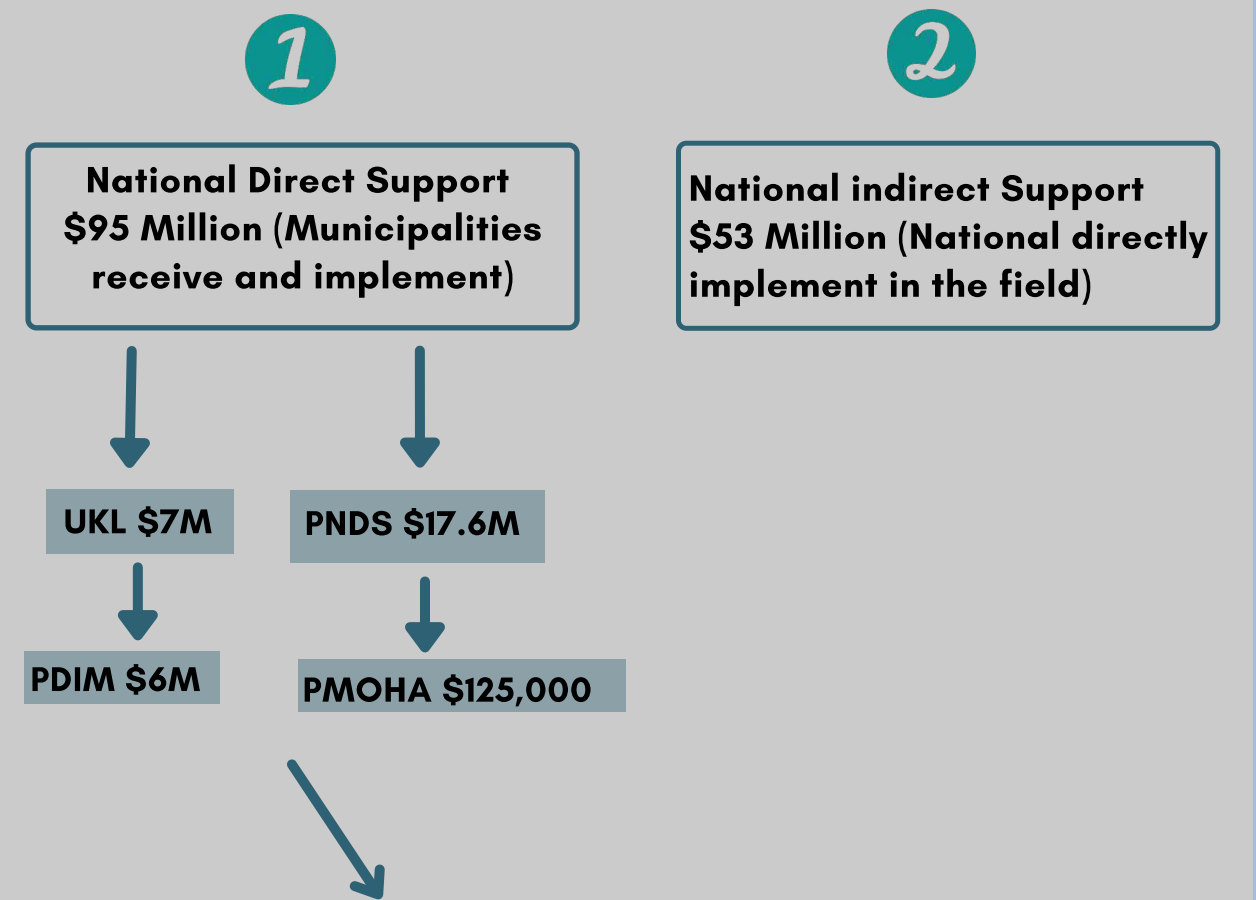 1
National Direct Support
$95 Million (Municipalities
receive and implement)
UKL $7M
PNDS $17.6M
PDIM $6M
PMOHA $125,000
2
National indirect Support
$53 Million (National directly
implement in the field)